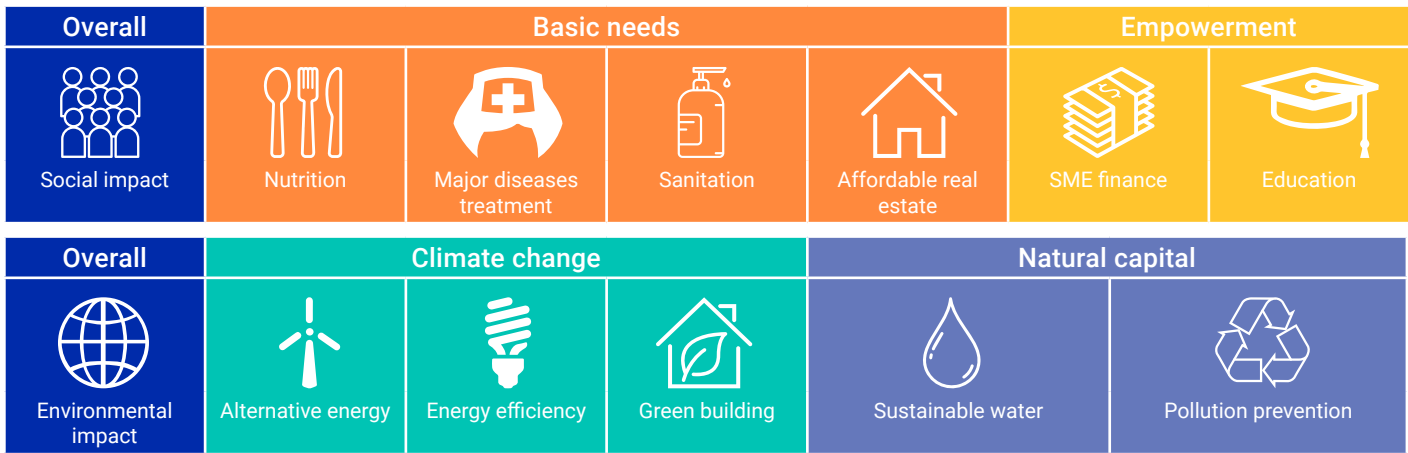 Overall
Basic needs
Empowerment
Social impact
Nutrition
Major diseases
treatment
Sanitation
Affordable real
estate
$
SME finance
Education
Overall
Climate change
Natural capital
Environmental
impact
Alternative energy
Energy efficiency
Green building
Sustainable water
Pollution prevention